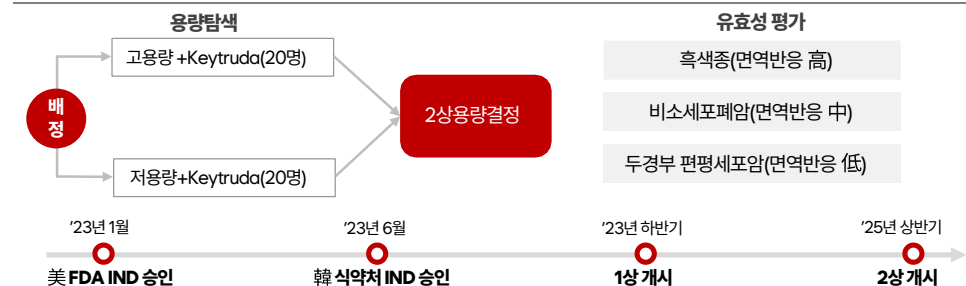 용량탐색
유효성 평가
고용량 +Keytruda(20명)
배
정
저용량+Keytruda(20명)
2상용량결정
흑색종(면역반응 高)
비소세포폐암(면역반응 中)
두경부 편평세포암(면역반응 低)
’23년 1월
’23년 6월
’23년 하반기
’25년 상반기
美 FDA IND 승인
韓 식약처 IND 승인
1상 개시
2상 개시